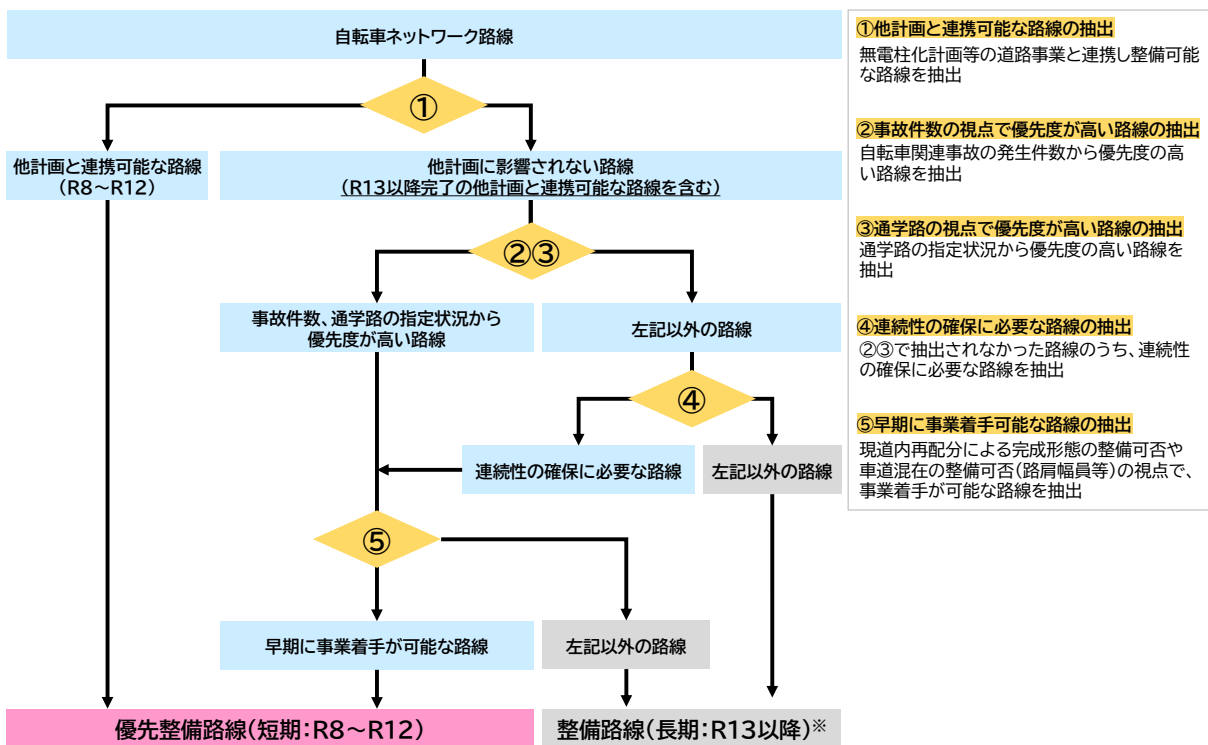 自転車ネットワーク路線
①
他計画と連携可能な路線
(R8～R12)
他計画に影響されない路線
(R13以降完了の他計画と連携可能な路線を含む)
②③
事故件数、通学路の指定状況から
優先度が高い路線
左記以外の路線
④
連続性の確保に必要な路線
左記以外の路線
⑤
早期に事業着手が可能な路線
左記以外の路線
優先整備路線(短期：R8～R12)
整備路線(長期：R13以降)※
①他計画と連携可能な路線の抽出
無電柱化計画等の道路事業と連携し整備可能
な路線を抽出
②事故件数の視点で優先度が高い路線の抽出
自転車関連事故の発生件数から優先度の高
い路線を抽出
③通学路の視点で優先度が高い路線の抽出
通学路の指定状況から優先度の高い路線を
抽出
④連続性の確保に必要な路線の抽出
②③で抽出されなかった路線のうち、連続性
の確保に必要な路線を抽出
⑤早期に事業着手可能な路線の抽出
現道内再配分による完成形態の整備可否や
車道混在の整備可否(路肩幅員等)の視点で、
事業着手が可能な路線を抽出